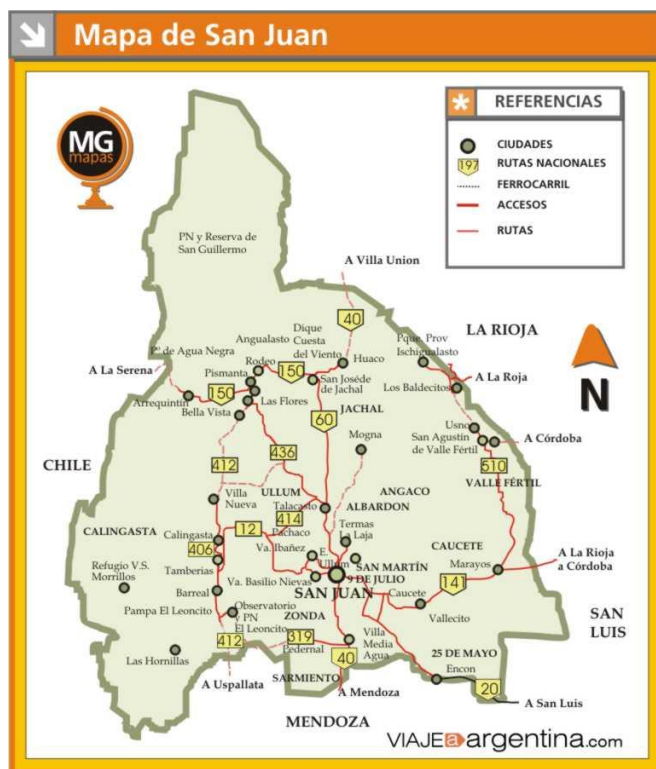 Mapa de San Juan
MG
mapas
REFERENCIAS
CIUDADES
197
RUTAS NACIONALES
FERROCARRIL
ACCESOS
RUTAS
PN y Reserva de
San Guillermo
A Villa Union
40
Dique
Cuesta
del Viento
Angualasto
Rodeo
150
Huaco
LA RIOJA
Pque. Prov
Ischigualasto
Pº de Agua Negra
A La Serena
Pismanta
San Joséde
de Jachal
A La Roja
Los Baldecitos
150
Arrequintin
Las Flores
Bella Vista
60
JACHAL
N
Mogna
Usno
San Agustín
de Valle Fértil
A Córdoba
436
412
510
VALLE FÉRTIL
CHILE
Villa
Nueva
ULLUM
Talacasto
ANGACO
ALBARDON
414
Pachaco
12
CALINGASTA
Calingasta
406
Va. Ibañez
Termas
La Laja
CAUCETE
E.
Ullum
SAN MARTÍN
Marayos
A La Rioja
a Córdoba
Tamberias
Refugio V.S.
Morrillos
Va. Basilio Nievas
9 DE JULIO
SAN JUAN
141
Caucete
Vallecito
Barreal
Pampa El Leoncito
Observatorio
y PN
El Leoncito
ZONDA
SAN
LUIS
412
319
Pedernal
Villa
Media
Agua
25 DE MAYO
Encon
Las Hornillas
40
A Uspallata
SARMIENTO
A Mendoza
20
A San Luis
MENDOZA
VIAJEaargentina.com